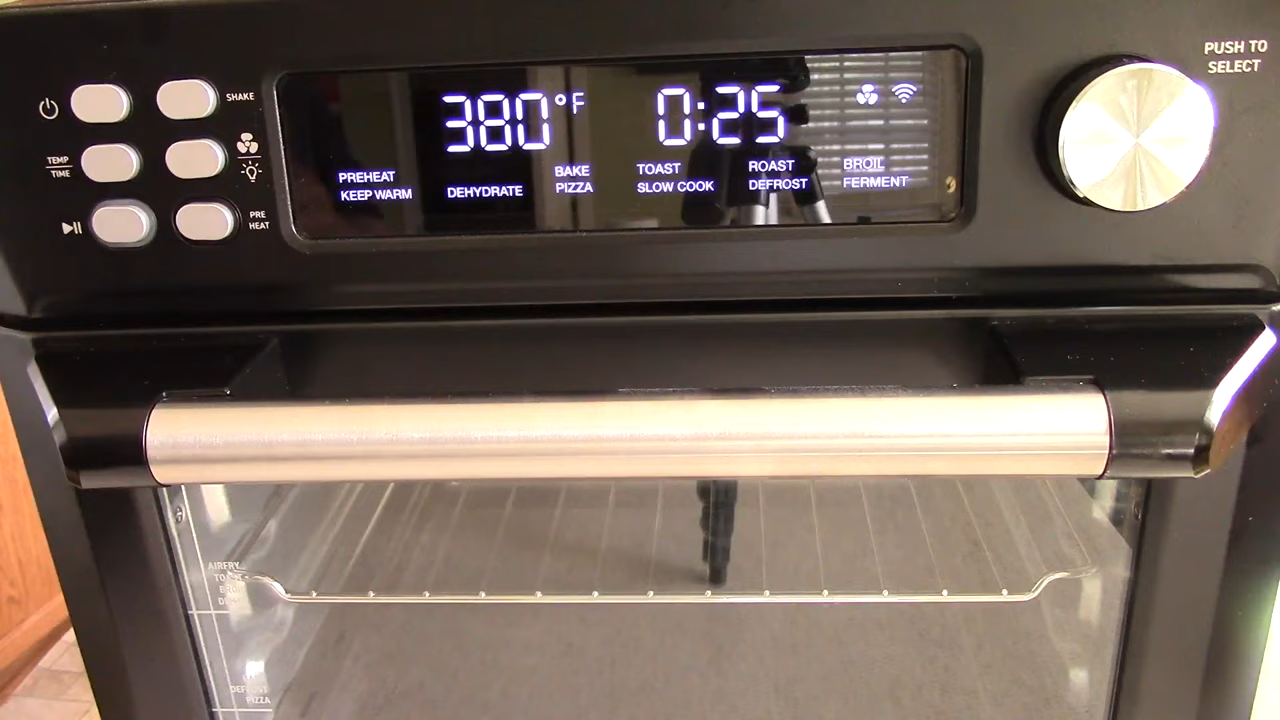 SHAKE
TEMP
TIME
PRE
HEAT
380°F 0:25
PREHEAT
KEEP WARM
DEHYDRATE
BAKE
PIZZA
TOAST
SLOW COOK
ROAST
DEFROST
BROIL
FERMENT
PUSH TO
SELECT
AIRFRY
DEFROST
PIZZA